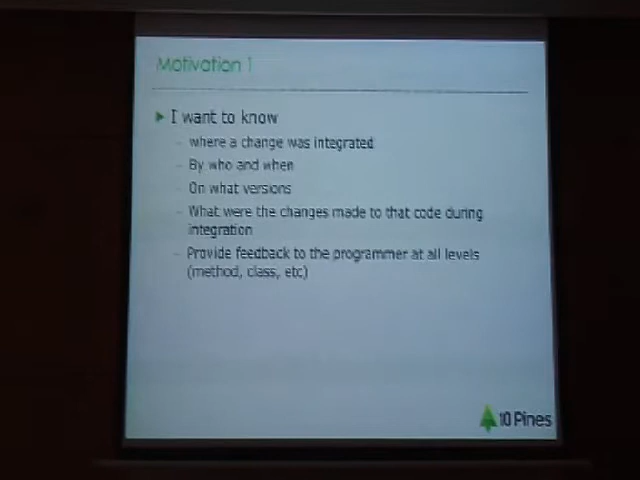 Motivation 1
I want to know
- where a change was integrated
- By who and when
- On what versions
- What were the changes made to that code during
integration
- Provide feedback to the programmer at all levels
(method, class, etc)
10 Pines